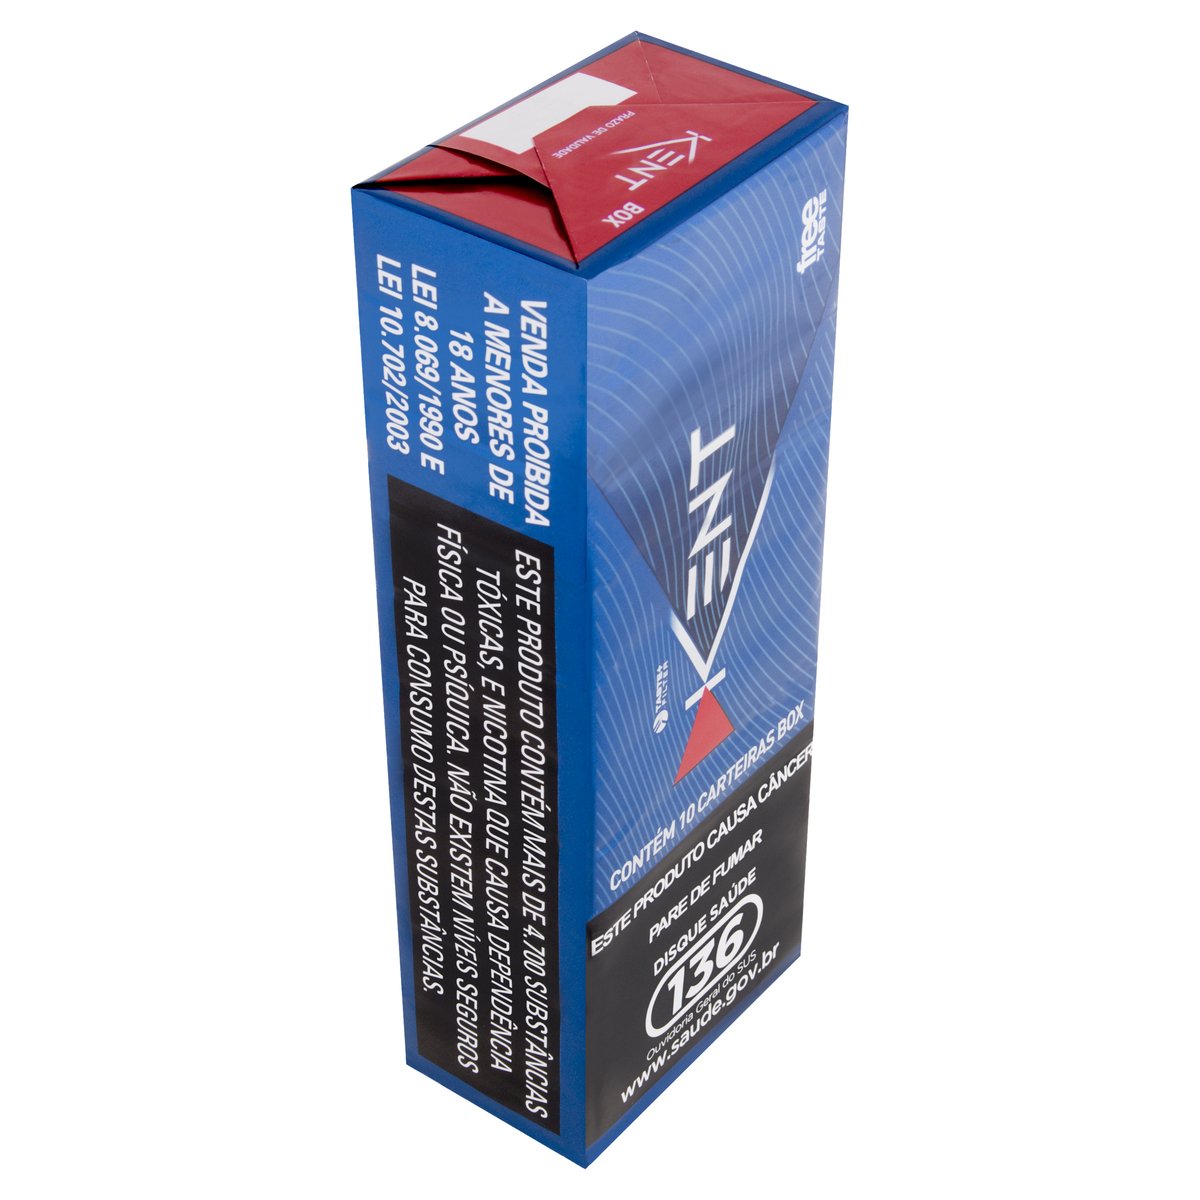 PRAZO DE VALIDADE
KENT
BOX
free
TASTE
KENT
TASTE+
FILTER
CONTÉM 10 CARTEIRAS BOX
ESTE PRODUTO CAUSA CÂNCER
PARE DE FUMAR
DISQUE SAÚDE
136
Ouvidoria Geral do SUS
www.saude.gov.br
VENDA PROIBIDA
A MENORES DE
18 ANOS
LEI 8.069/1990 E
LEI 10.702/2003
ESTE PRODUTO CONTÉM MAIS DE 4.700 SUBSTÂNCIAS
TÓXICAS, E NICOTINA QUE CAUSA DEPENDÊNCIA
FÍSICA OU PSÍQUICA. NÃO EXISTEM NÍVEIS SEGUROS
PARA CONSUMO DESTAS SUBSTÂNCIAS.